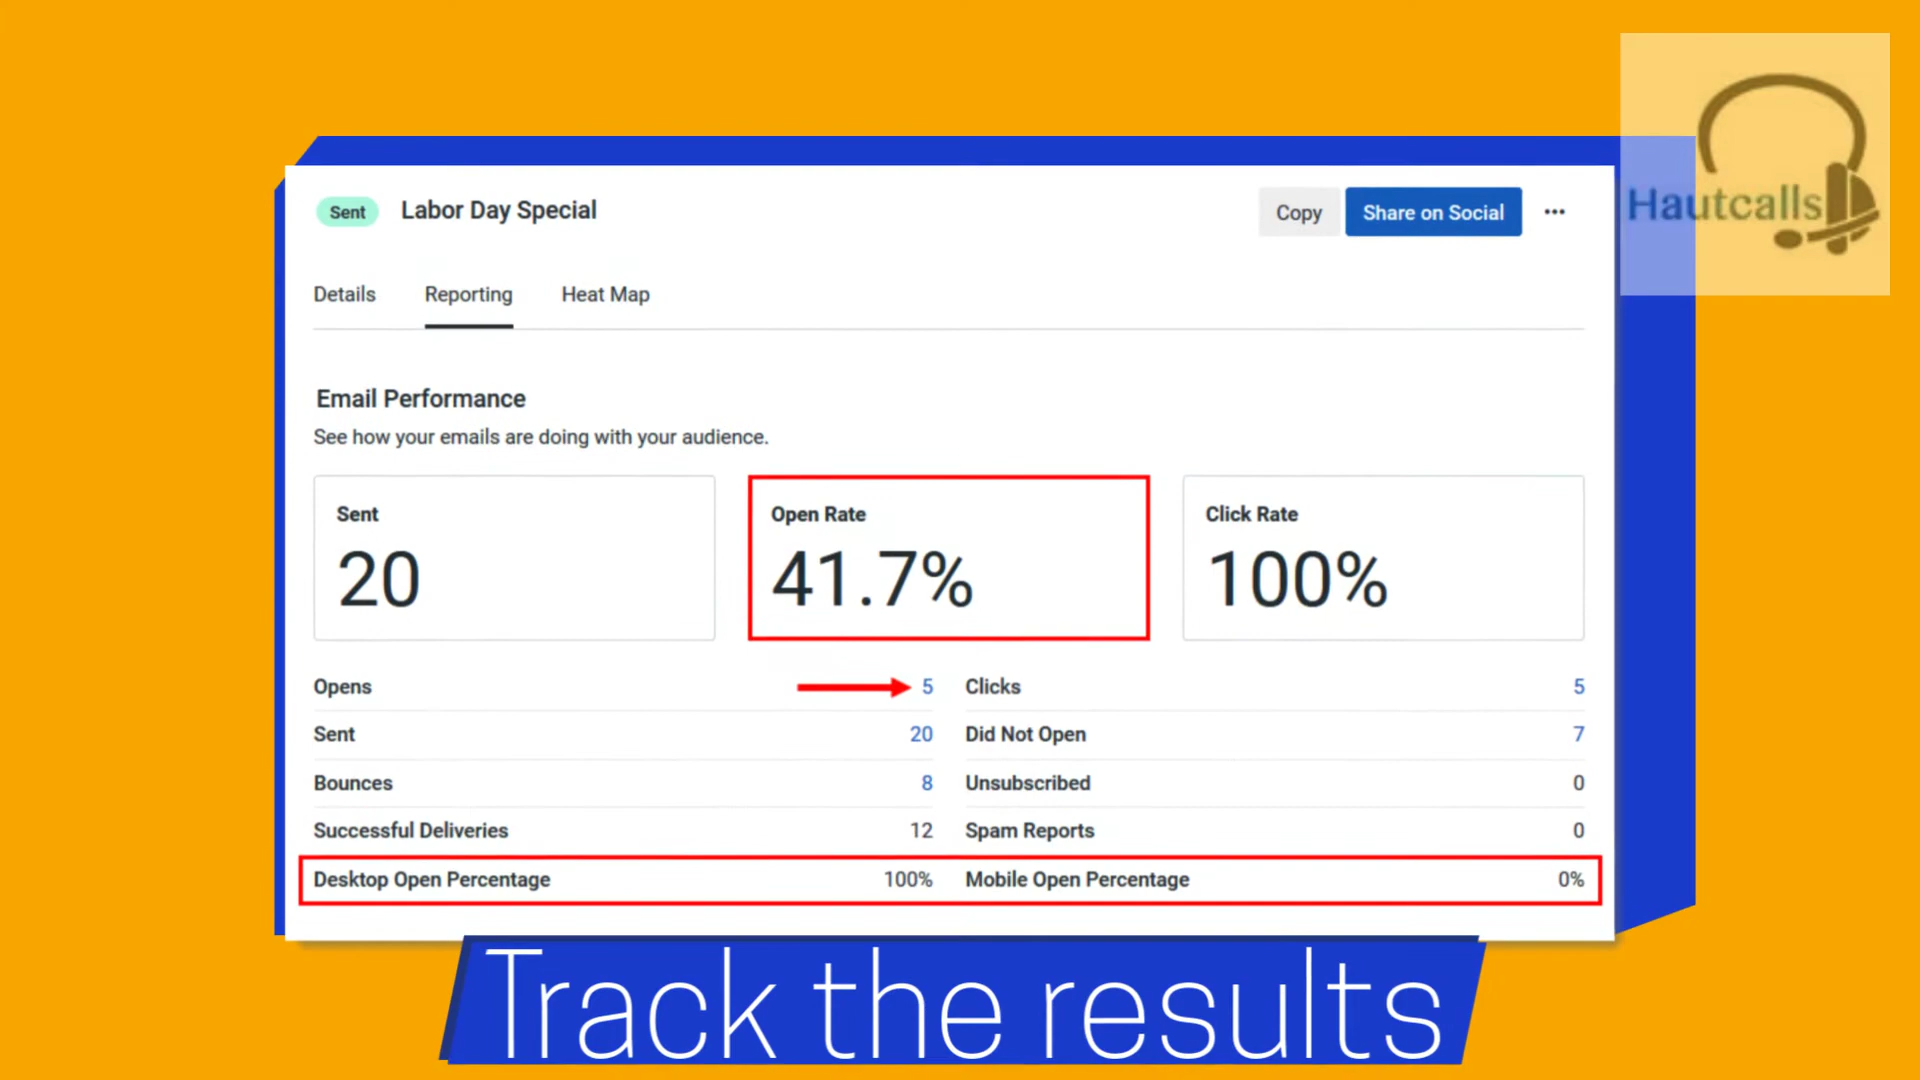 Hautcalls
Sent Labor Day Special Copy Share on Social
Details Reporting Heat Map
Email Performance
See how your emails are doing with your audience.
Sent Open Rate Click Rate
20 41.7% 100%
Opens 5 Clicks 5
Sent 20 Did Not Open 7
Bounces 8 Unsubscribed 0
Successful Deliveries 12 Spam Reports 0
Desktop Open Percentage 100% Mobile Open Percentage 0%
Track the results